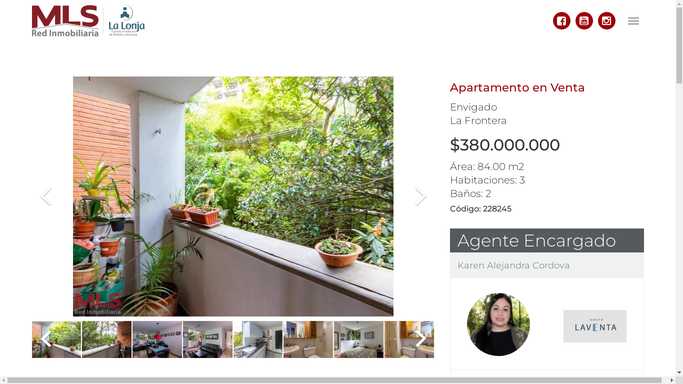 MLS
Red Inmobiliaria
La Lonja
Apartamento en Venta
Envigado
La Frontera
$380.000.000
Área: 84.00 m2
Habitaciones: 3
Baños: 2
Código: 228245
Agente Encargado
Karen Alejandra Cordova
LAVENTA
MLS
Red Inmobiliaria